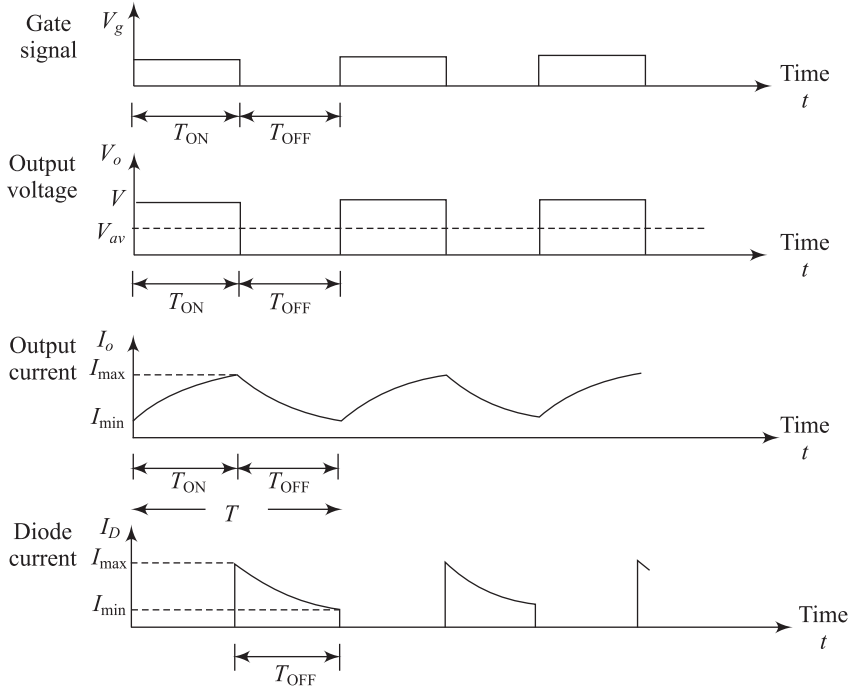 Gate
signal
V_g
Time
t
T_ON
T_OFF
Output
voltage
V_o
V
V_av
Time
t
T_ON
T_OFF
Output
current
I_o
I_max
I_min
Time
t
T_ON
T_OFF
T
Diode
current
I_D
I_max
I_min
Time
t
T_OFF